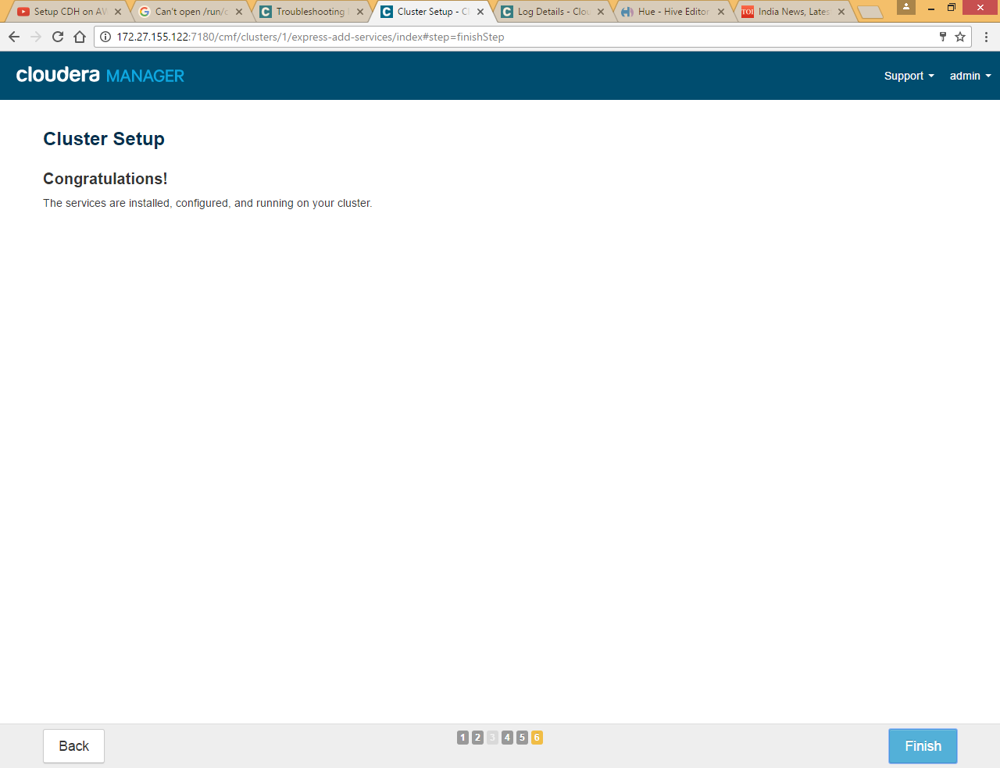 Setup CDH on AW
Can't open /run/c
Troubleshooting
Cluster Setup - Cl
Log Details - Clou
Hue - Hive Editor
TOI
India News, Lates
172.27.155.122:7180/cmf/clusters/1/express-add-services/index#step=finishStep
cloudera MANAGER
Support
admin
Cluster Setup
Congratulations!
The services are installed, configured, and running on your cluster.
Back
1 2 3 4 5 6
Finish